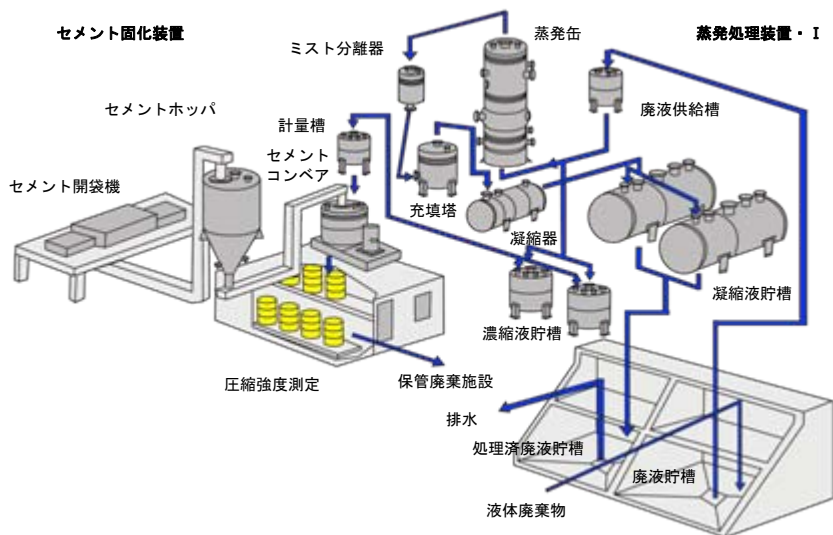 セメント固化装置
蒸発処理装置・Ⅰ
ミスト分離器
蒸発缶
廃液供給槽
セメントホッパ
計量槽
セメント
コンベア
セメント開袋機
充填塔
凝縮器
凝縮液貯槽
濃縮液貯槽
圧縮強度測定
保管廃棄施設
排水
処理済廃液貯槽
廃液貯槽
液体廃棄物